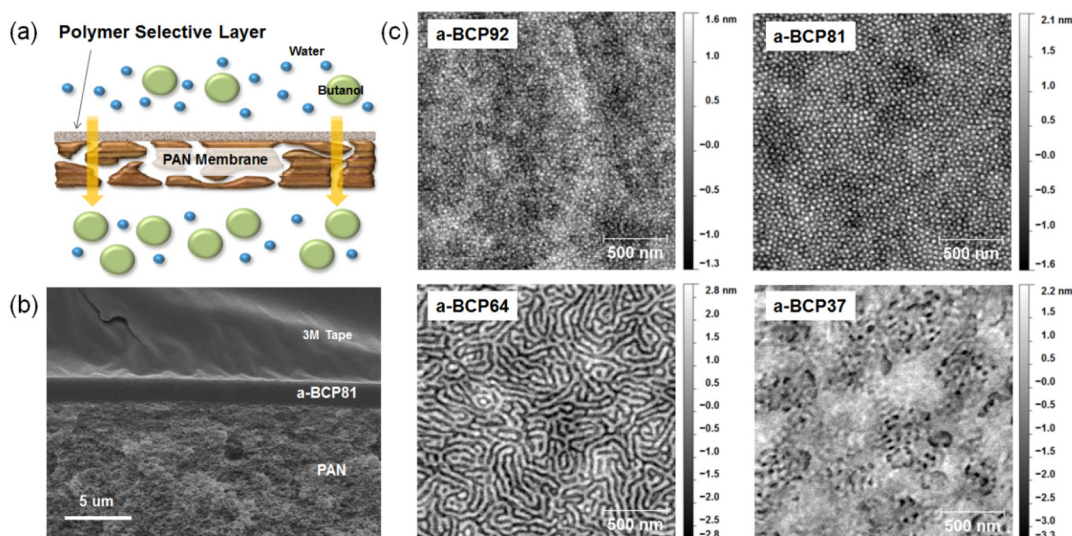 (a)
Polymer Selective Layer
Water
Butanol
PAN Membrane
(b)
3M Tape
a-BCP81
PAN
5 um
(c)
a-BCP92
500 nm
1.6 nm
1.0
0.5
0.0
−0.5
−1.0
−1.3
a-BCP81
500 nm
2.1 nm
1.5
1.0
0.5
−0.0
−0.5
−1.0
−1.6
a-BCP64
500 nm
2.8 nm
2.0
1.5
1.0
0.5
−0.0
−0.5
−1.0
−1.5
−2.0
−2.8
a-BCP37
500 nm
2.2 nm
1.5
1.0
0.5
−0.0
−0.5
−1.0
−1.5
−2.0
−2.5
−3.3